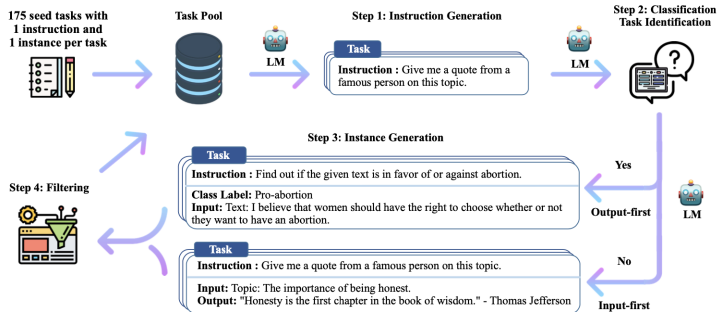 175 seed tasks with
1 instruction and
1 instance per task
Task Pool
Step 1: Instruction Generation
Step 2: Classification
Task Identification
LM
Task
Instruction : Give me a quote from a
famous person on this topic.
LM
Step 3: Instance Generation
Task
Instruction : Find out if the given text is in favor of or against abortion.
Class Label: Pro-abortion
Input: Text: I believe that women should have the right to choose whether or not
they want to have an abortion.
Yes
Output-first
LM
Step 4: Filtering
Task
Instruction : Give me a quote from a famous person on this topic.
Input: Topic: The importance of being honest.
Output: "Honesty is the first chapter in the book of wisdom." - Thomas Jefferson
No
Input-first